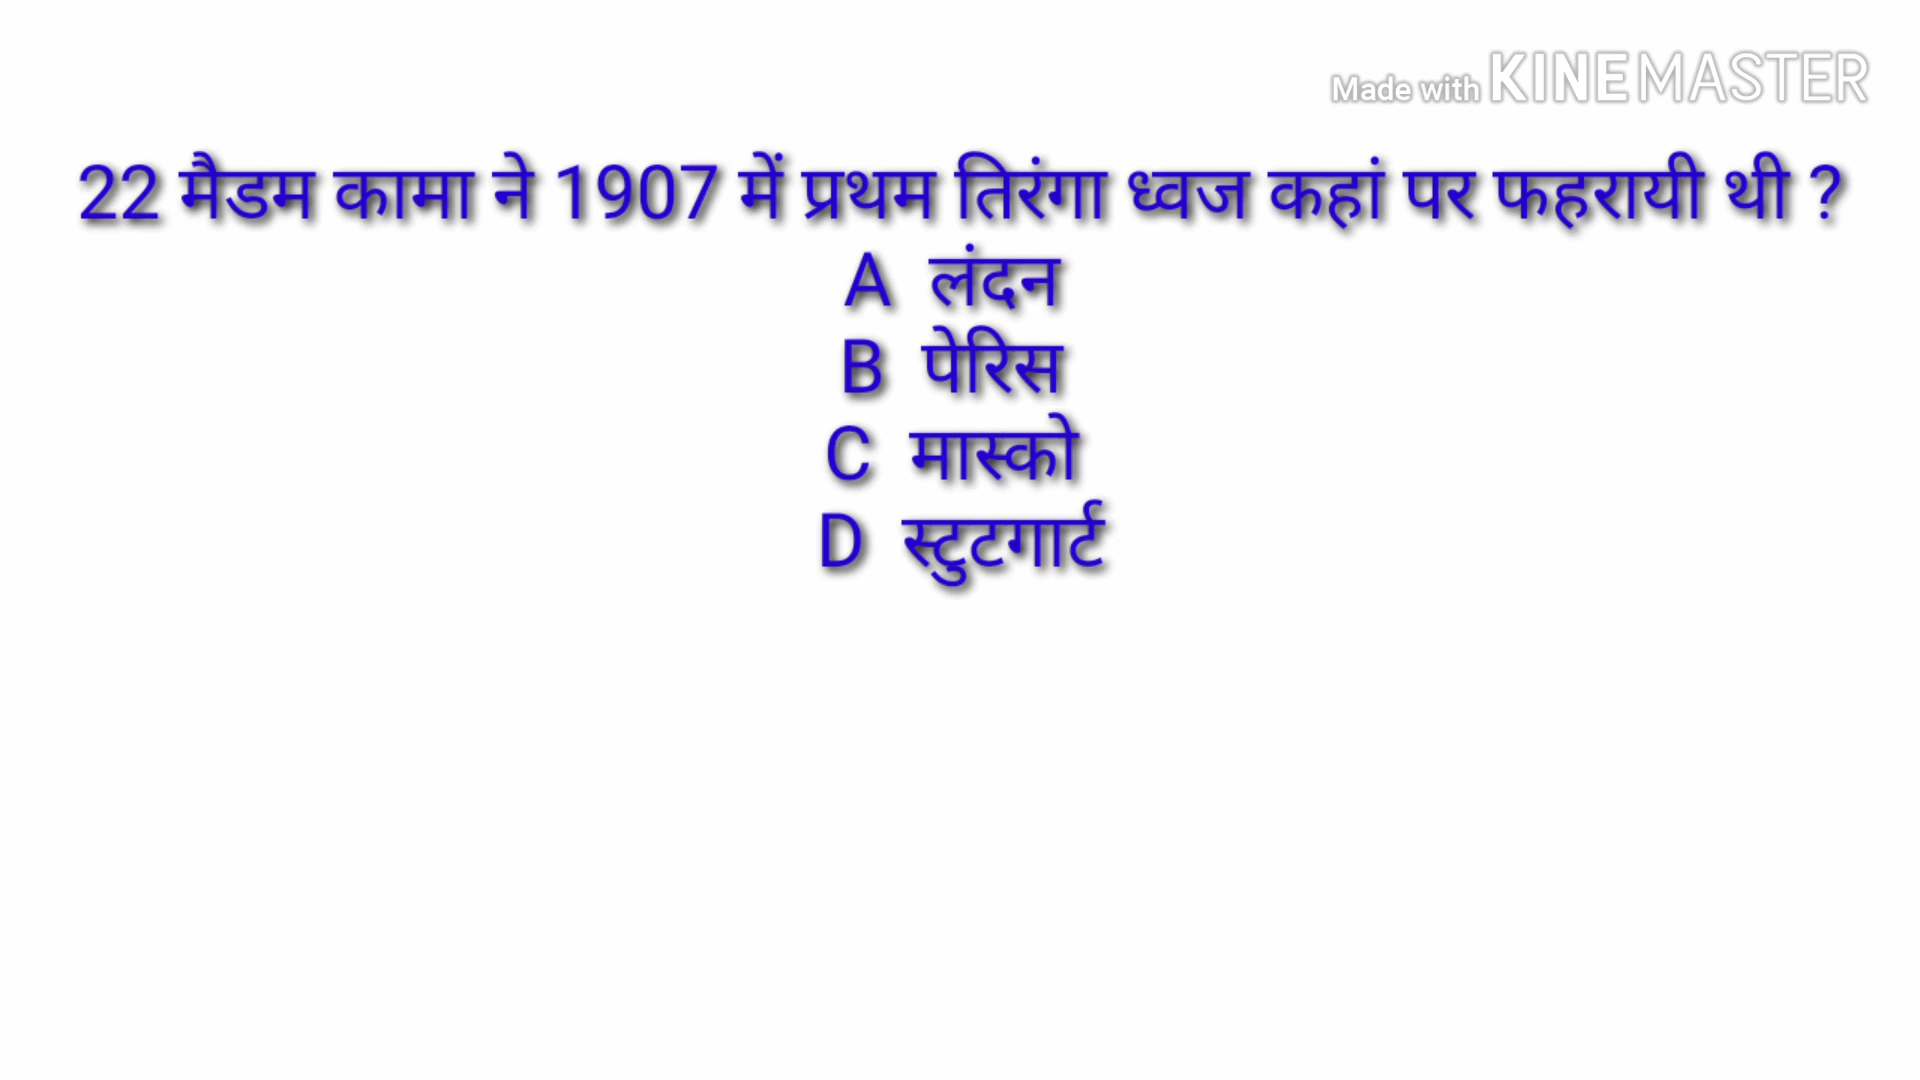 Made with KINEMASTER
22 मैडम कामा ने 1907 में प्रथम तिरंगा ध्वज कहां पर फहरायी थी ?
A लंदन
B पेरिस
C मास्को
D स्टुटगार्ट